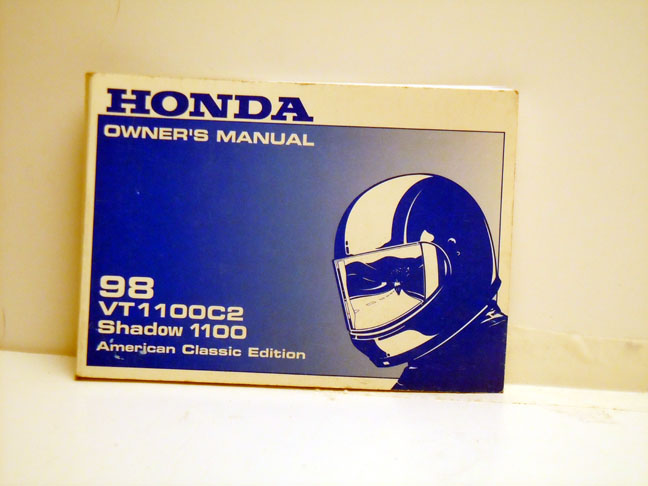 HONDA
OWNER'S MANUAL
98
VT1100C2
Shadow 1100
American Classic Edition